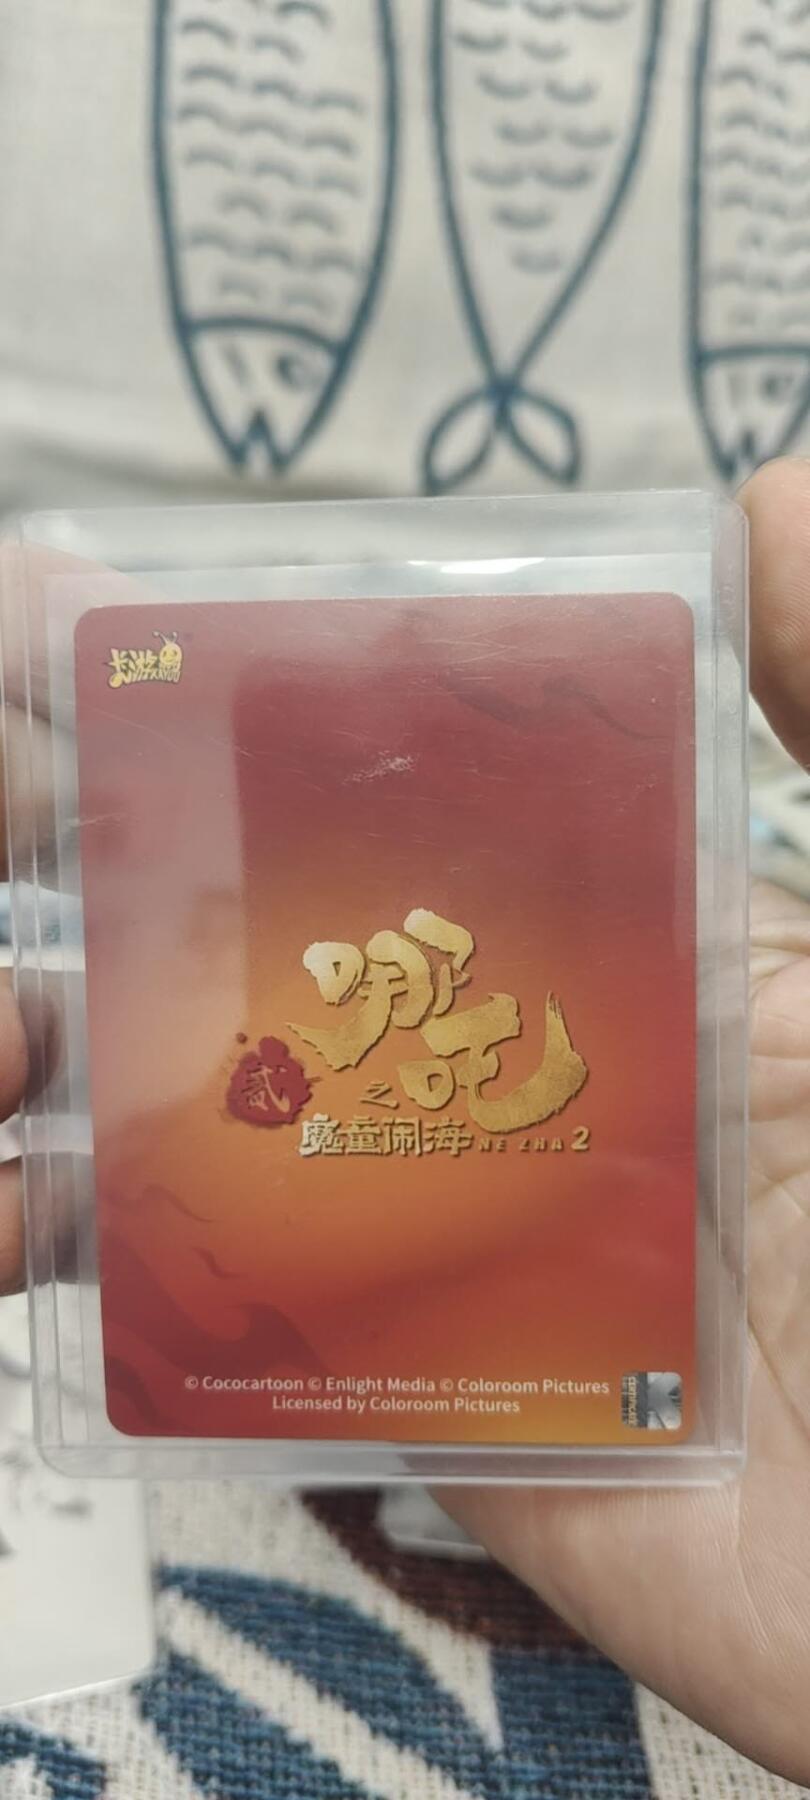 卡游
KAYOU
哪吒
贰
之
魔童闹海 NE ZHA 2
© Cococartoon © Enlight Media © Coloroom Pictures
Licensed by Coloroom Pictures